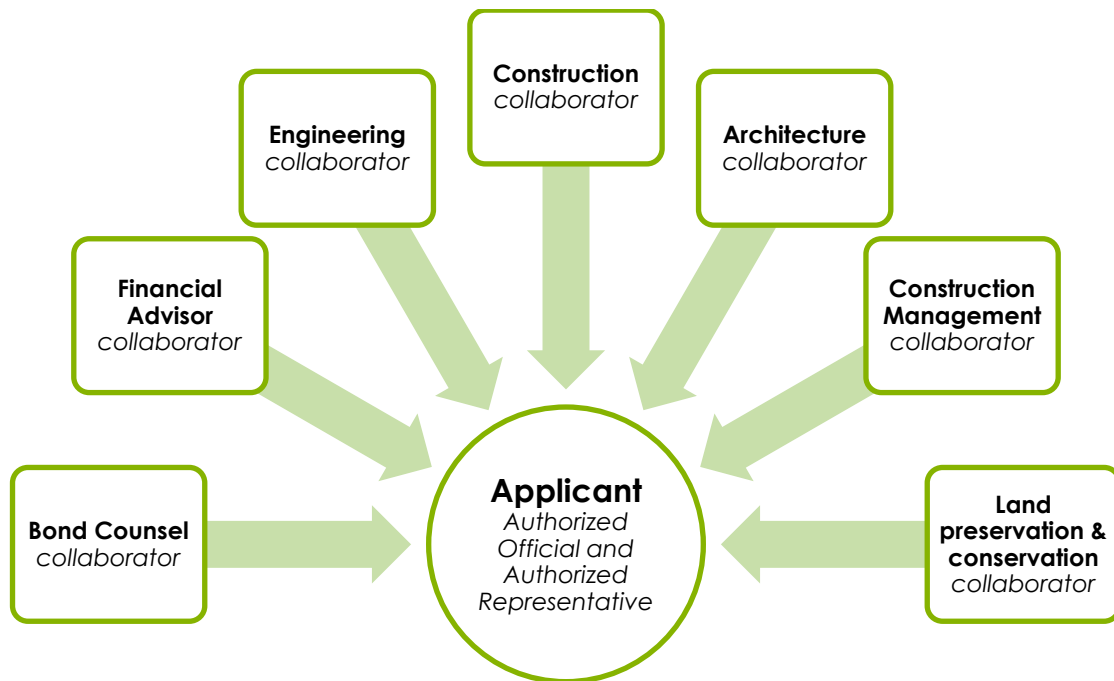 Construction
collaborator
Engineering
collaborator
Architecture
collaborator
Financial
Advisor
collaborator
Construction
Management
collaborator
Bond Counsel
collaborator
Applicant
Authorized
Official and
Authorized
Representative
Land
preservation &
conservation
collaborator